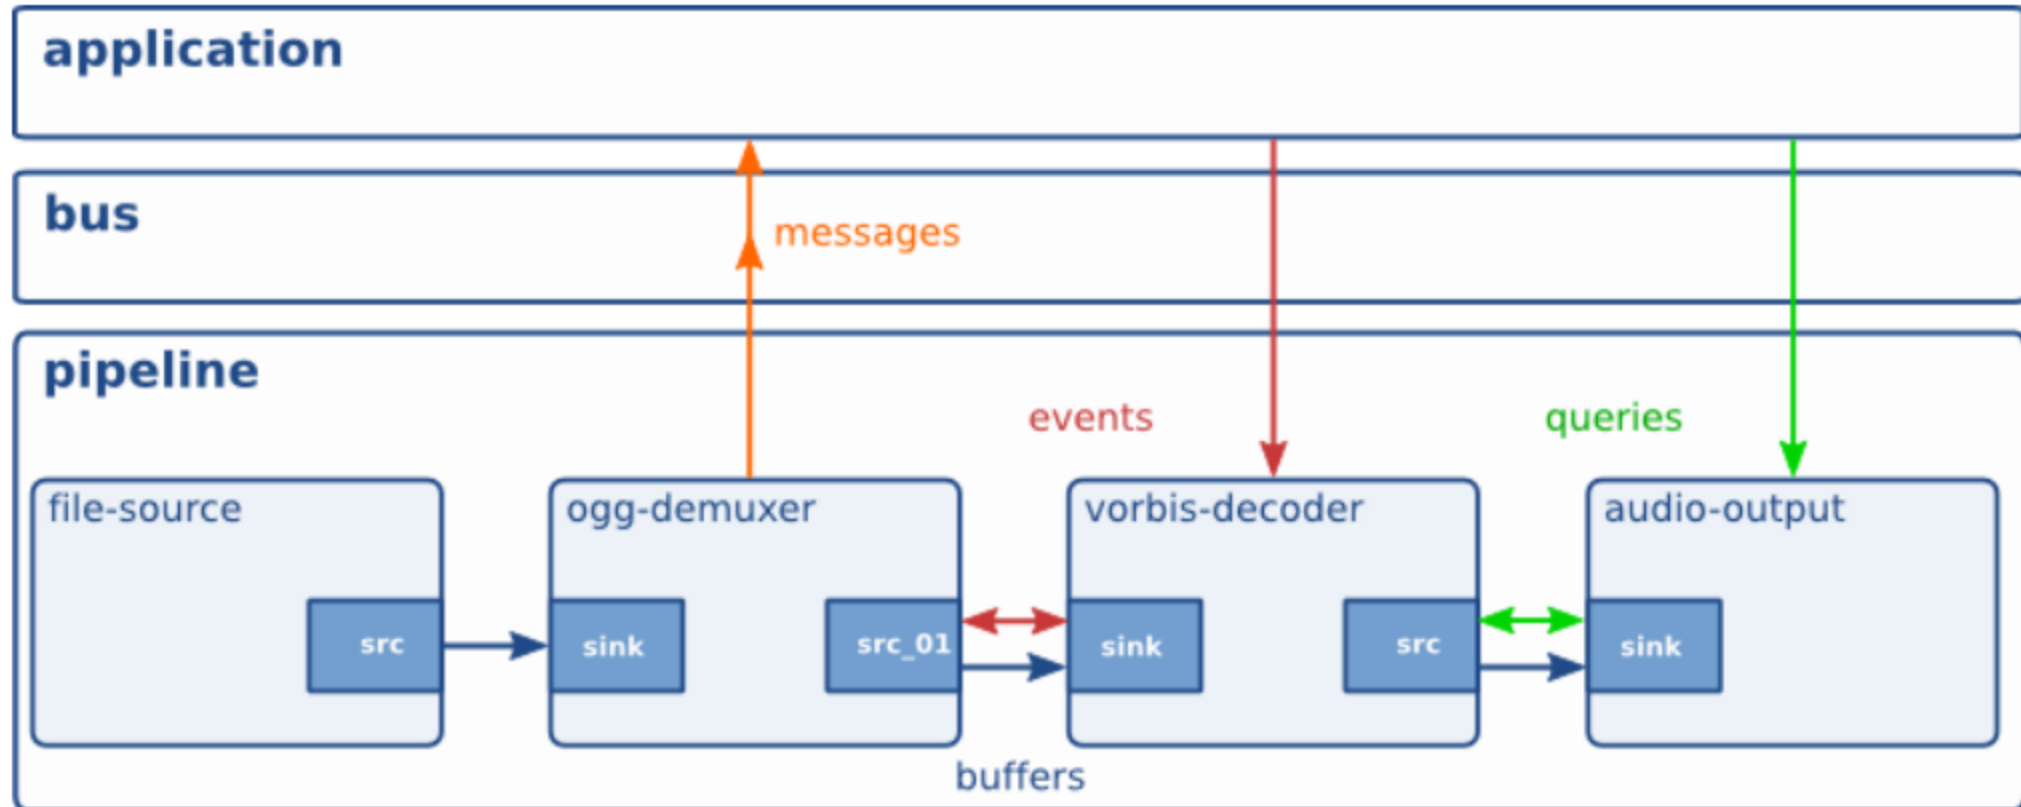 application
bus
messages
pipeline
events
queries
file-source
ogg-demuxer
vorbis-decoder
audio-output
src
sink
src_01
sink
src
sink
buffers